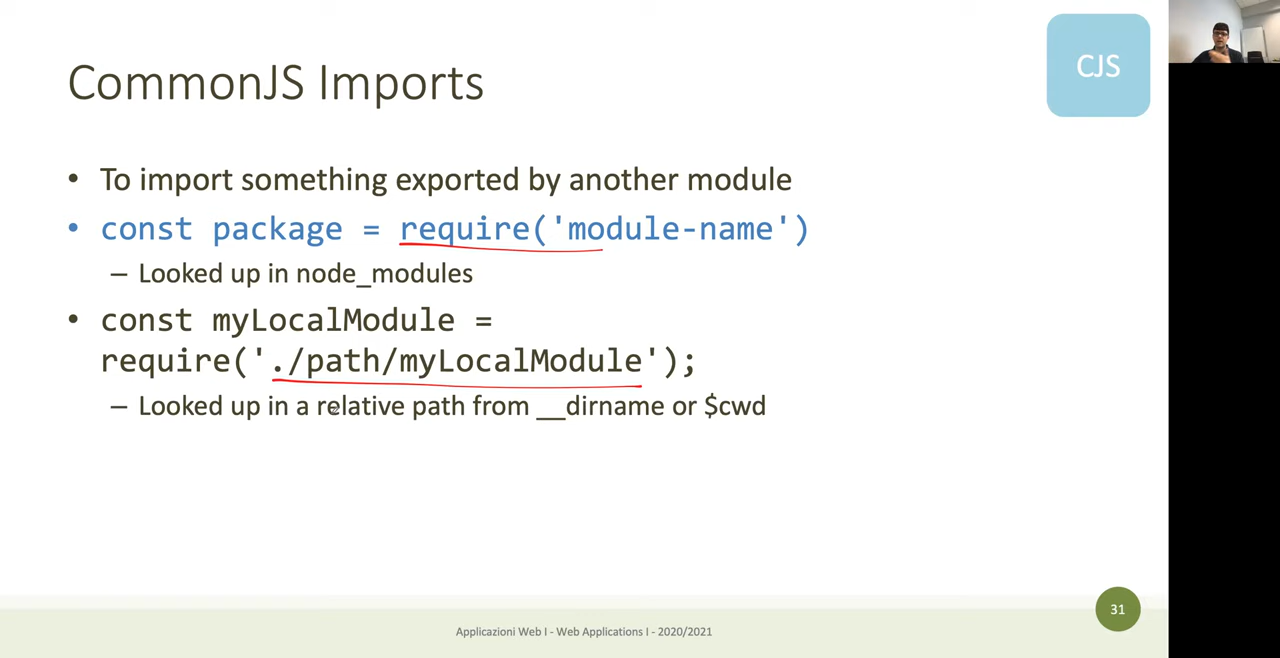 CJS
CommonJS Imports
• To import something exported by another module
• const package = require('module-name')
– Looked up in node_modules
• const myLocalModule =
require('./path/myLocalModule');
– Looked up in a relative path from __dirname or $cwd
31
Applicazioni Web I - Web Applications I - 2020/2021